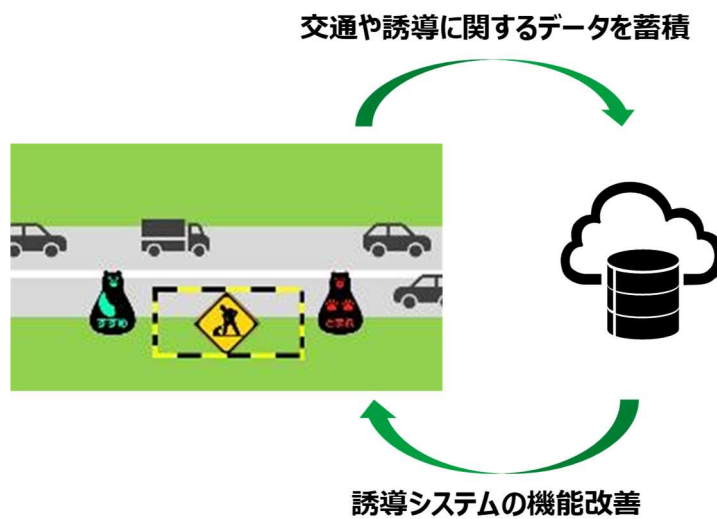 交通や誘導に関するデータを蓄積
すすめ
とまれ
誘導システムの機能改善